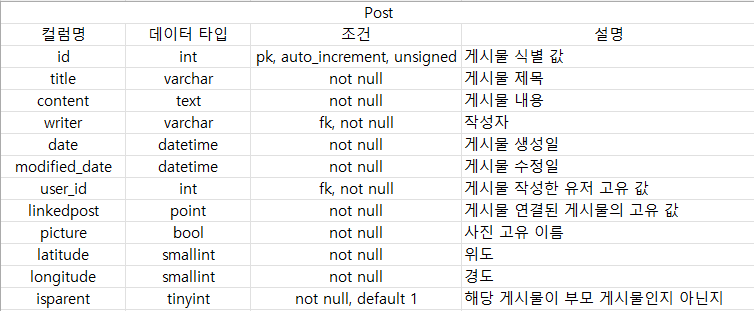 Post
컬럼명 데이터 타입 조건 설명
id int pk, auto_increment, unsigned 게시물 식별 값
title varchar not null 게시물 제목
content text not null 게시물 내용
writer varchar fk, not null 작성자
date datetime not null 게시물 생성일
modified_date datetime not null 게시물 수정일
user_id int fk, not null 게시물 작성한 유저 고유 값
linkedpost point not null 게시물 연결된 게시물의 고유 값
picture bool not null 사진 고유 이름
latitude smallint not null 위도
longitude smallint not null 경도
isparent tinyint not null, default 1 해당 게시물이 부모 게시물인지 아닌지